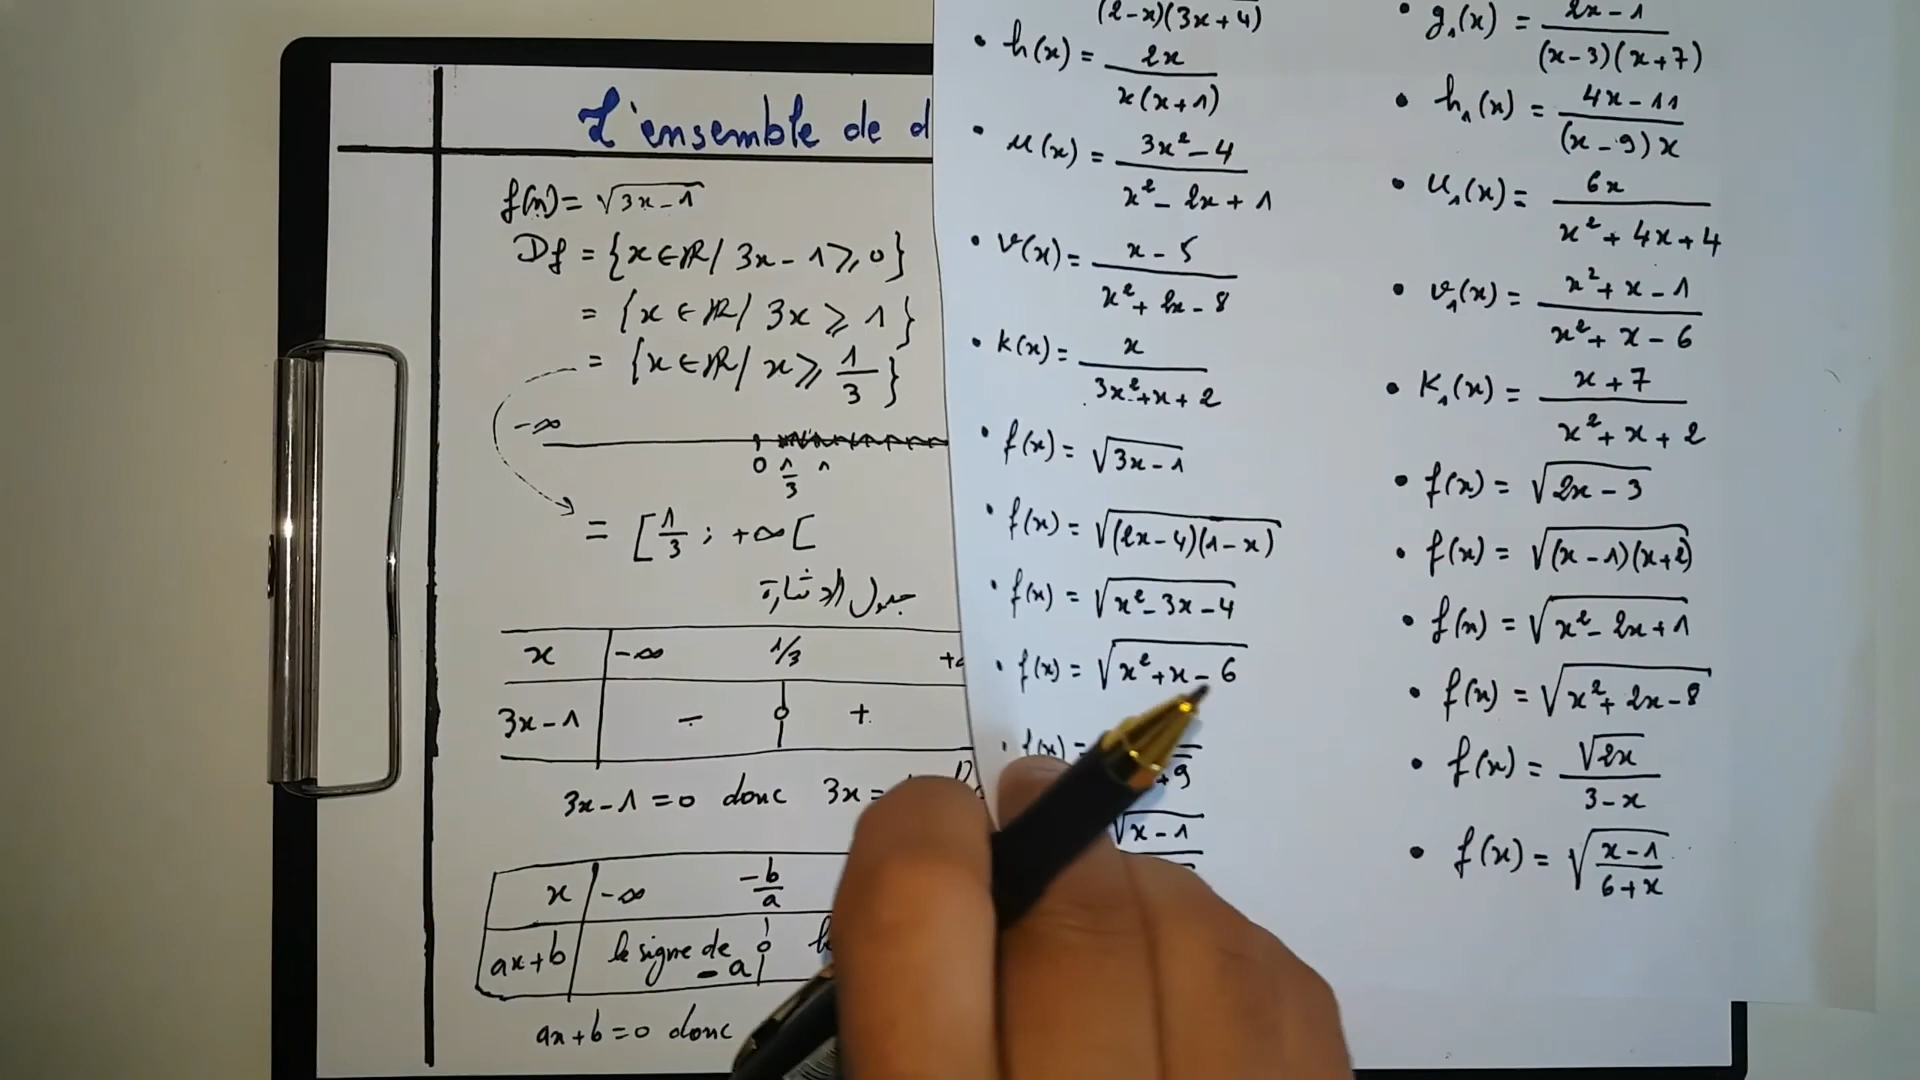 L'ensemble de d
f(x) = √3x-1
Df = {x∈ℝ/ 3x-1≥0}
= {x∈ℝ/ 3x ≥ 1}
= {x∈ℝ/ x ≥ 1/3}
-∞ 0 1/3 1
= [1/3 ; +∞[
جدول الإشارة
x -∞ 1/3
3x-1 - 0 +
3x-1=0 donc 3x=
x -∞ -b/a
ax+b le signe de -a 0
ax+b=0 donc
(2-x)(3x+4)
• h(x) = 2x/x(x+1)
• u(x) = 3x²-4/x²-2x+1
• v(x) = x-5/x²+2x-8
• K(x) = x/3x²+x+2
• f(x) = √3x-1
• f(x) = √(2x-4)(1-x)
• f(x) = √x²-3x-4
• f(x) = √x²+x-6
• f(x) =
+9
√x-1
• g₁(x) = 2x-1/(x-3)(x+7)
• h₁(x) = 4x-11/(x-9)x
• u₁(x) = 6x/x²+4x+4
• v₁(x) = x²+x-1/x²+x-6
• K₁(x) = x+7/x²+x+2
• f(x) = √2x-3
• f(x) = √(x-1)(x+2)
• f(x) = √x²-2x+1
• f(x) = √x²+2x-8
• f(x) = √2x/3-x
• f(x) = √x-1/6+x